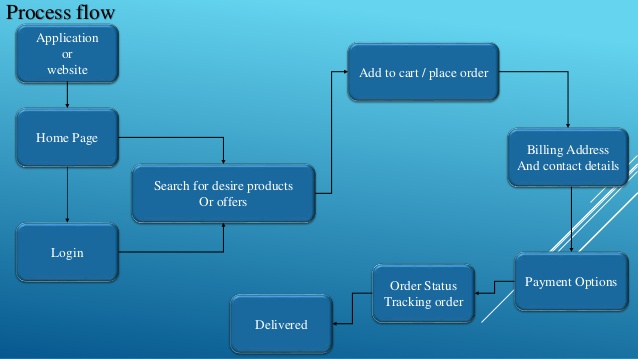 Process flow
Application
or
website
Home Page
Login
Search for desire products
Or offers
Add to cart / place order
Billing Address
And contact details
Payment Options
Order Status
Tracking order
Delivered